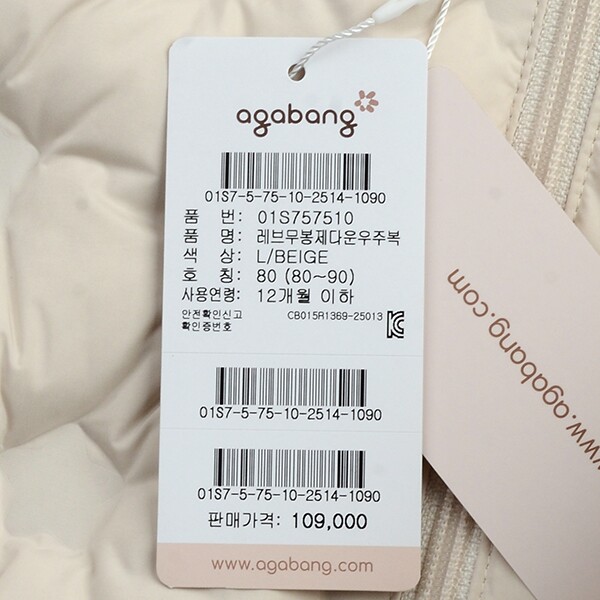 agabang
01S7-5-75-10-2514-1090
품 번: 01S757510
품 명: 레브무봉제다운우주복
색 상: L/BEIGE
호 칭: 80 (80~90)
사용연령: 12개월 이하
안전확인신고
확인증번호
CB015R1369-25013
01S7-5-75-10-2514-1090
01S7-5-75-10-2514-1090
판매가격: 109,000
www.agabang.com
www.agabang.com